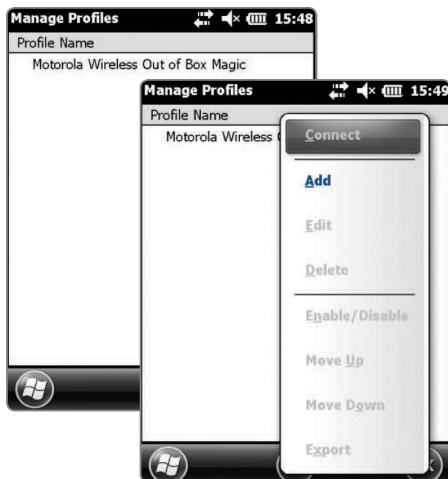 Manage Profiles 15:48
Profile Name
Motorola Wireless Out of Box Magic
Manage Profiles 15:49
Profile Name
Motorola Wireless
Connect
Add
Edit
Delete
Enable/Disable
Move Up
Move Down
Export